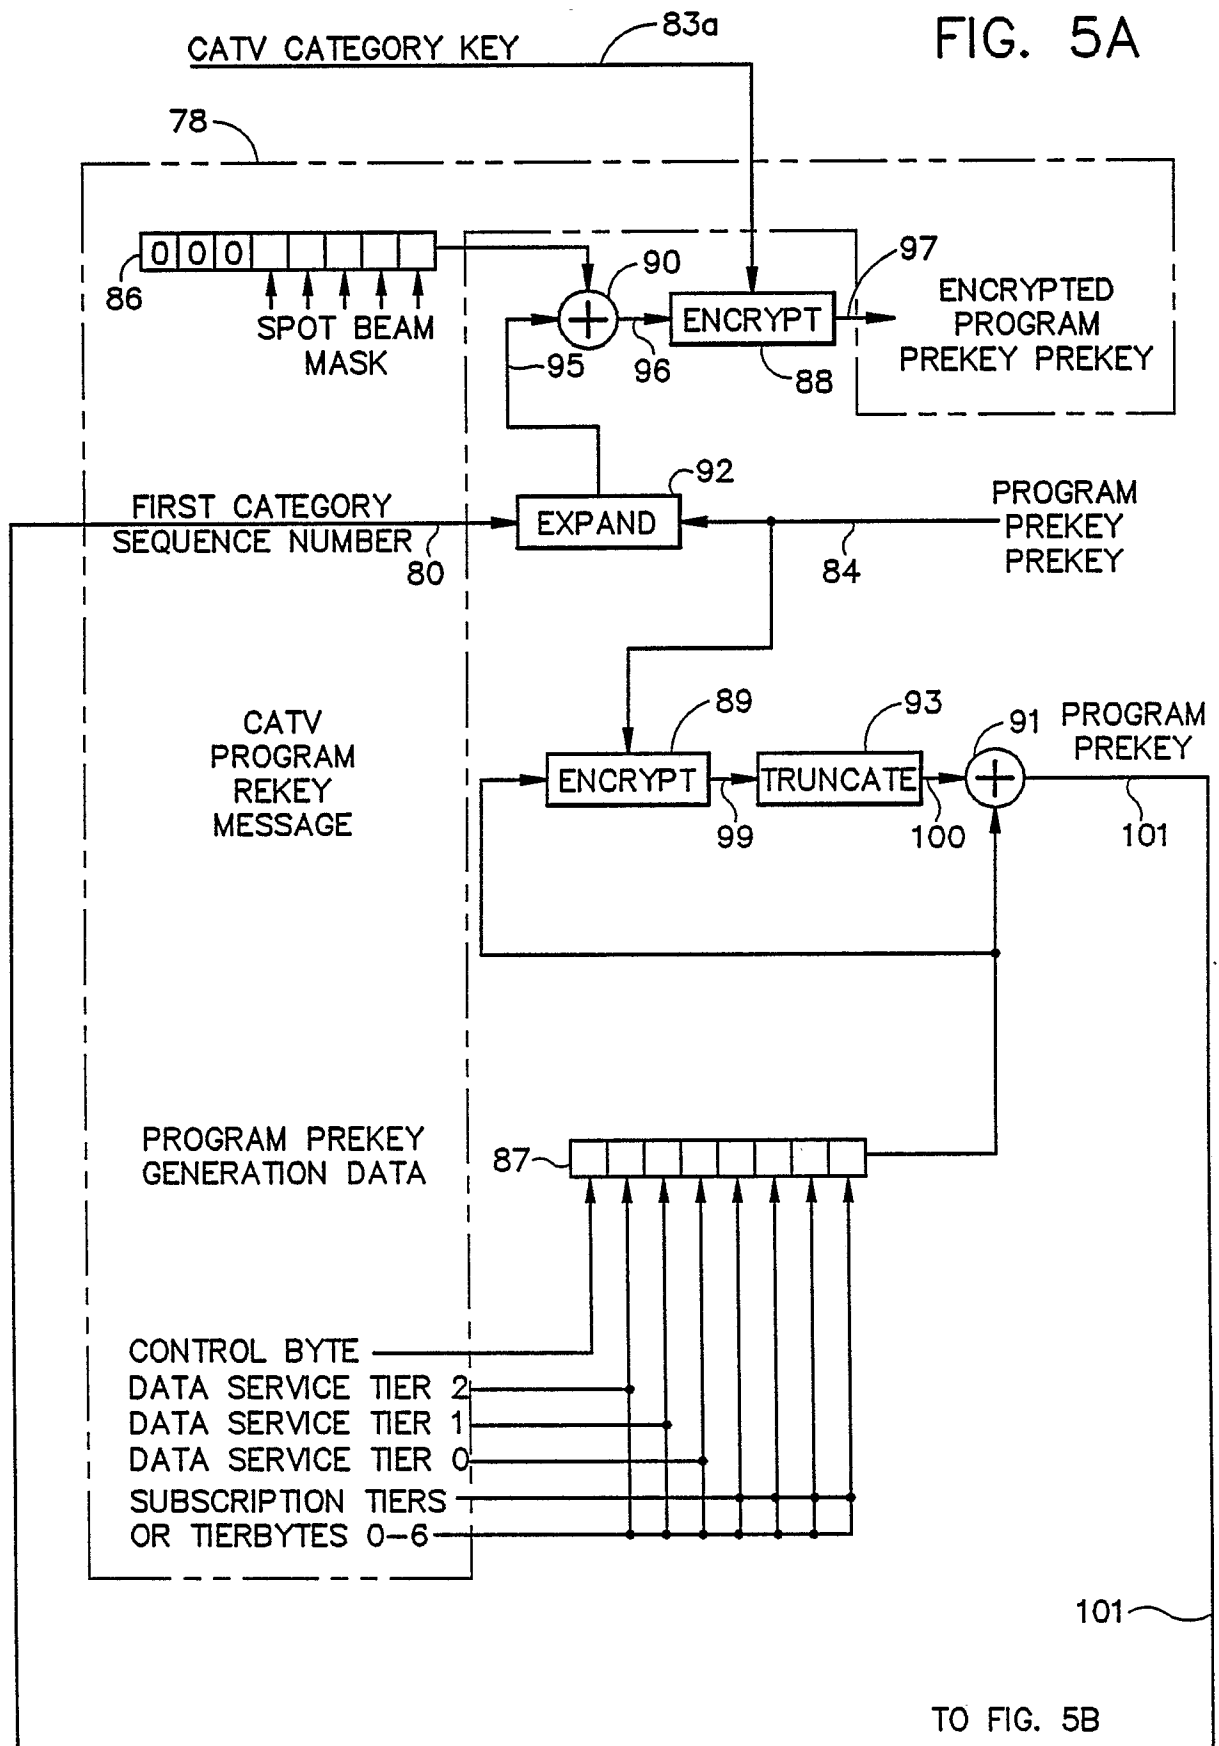 FIG. 5A
CATV CATEGORY KEY
83a
78
86
0 0 0
SPOT BEAM
MASK
90
95
96
ENCRYPT
88
97
ENCRYPTED
PROGRAM
PREKEY PREKEY
FIRST CATEGORY
SEQUENCE NUMBER
80
92
EXPAND
84
PROGRAM
PREKEY
PREKEY
CATV
PROGRAM
REKEY
MESSAGE
89
ENCRYPT
99
93
TRUNCATE
100
91
PROGRAM
PREKEY
101
PROGRAM PREKEY
GENERATION DATA
87
CONTROL BYTE
DATA SERVICE TIER 2
DATA SERVICE TIER 1
DATA SERVICE TIER 0
SUBSCRIPTION TIERS
OR TIERBYTES 0-6
101
TO FIG. 5B